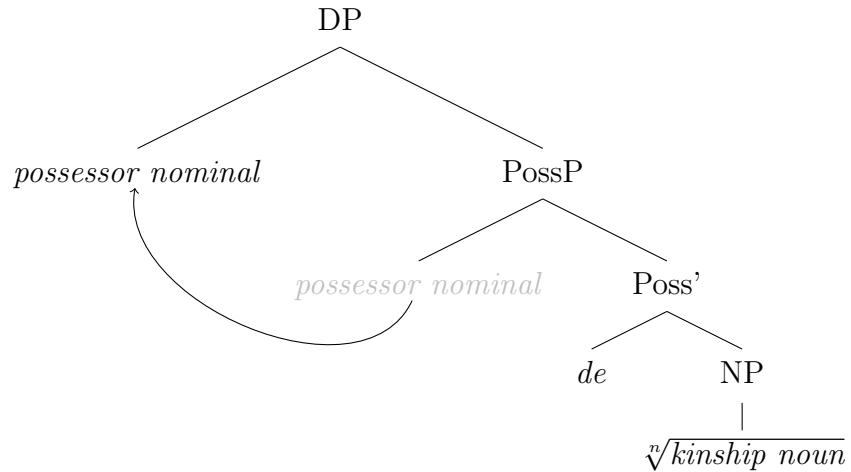 DP
possessor nominal PossP
possessor nominal Poss'
de NP
ⁿ√kinship noun